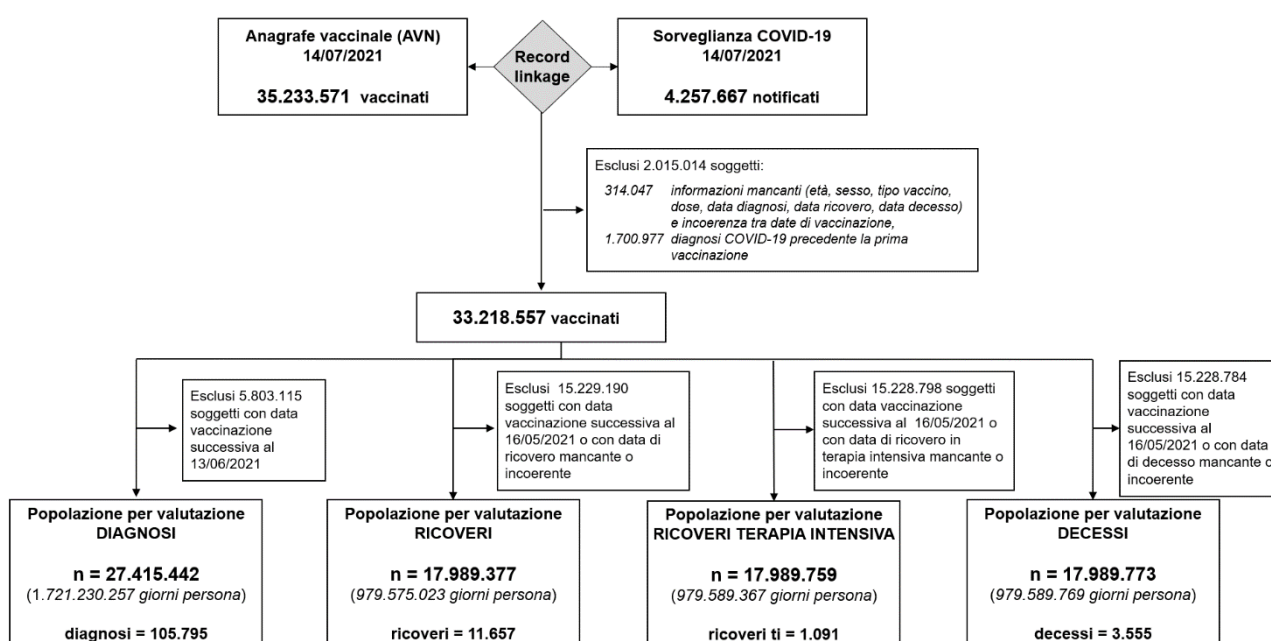 Anagrafe vaccinale (AVN)
14/07/2021
35.233.571 vaccinati
Record
linkage
Sorveglianza COVID-19
14/07/2021
4.257.667 notificati
Esclusi 2.015.014 soggetti:
314.047 informazioni mancanti (età, sesso, tipo vaccino,
dose, data diagnosi, data ricovero, data decesso)
e incoerenza tra date di vaccinazione,
1.700.977 diagnosi COVID-19 precedente la prima
vaccinazione
33.218.557 vaccinati
Esclusi 5.803.115
soggetti con data
vaccinazione
successiva al
13/06/2021
Esclusi 15.229.190
soggetti con data
vaccinazione successiva al
16/05/2021 o con data di
ricovero mancante o
incoerente
Esclusi 15.228.798 soggetti
con data vaccinazione
successiva al 16/05/2021 o
con data di ricovero in
terapia intensiva mancante o
incoerente
Esclusi 15.228.784
soggetti con data
vaccinazione
successiva al
16/05/2021 o con data
di decesso mancante o
incoerente
Popolazione per valutazione
DIAGNOSI
n = 27.415.442
(1.721.230.257 giorni persona)
diagnosi = 105.795
Popolazione per valutazione
RICOVERI
n = 17.989.377
(979.575.023 giorni persona)
ricoveri = 11.657
Popolazione per valutazione
RICOVERI TERAPIA INTENSIVA
n = 17.989.759
(979.589.367 giorni persona)
ricoveri ti = 1.091
Popolazione per valutazione
DECESSI
n = 17.989.773
(979.589.769 giorni persona)
decessi = 3.555